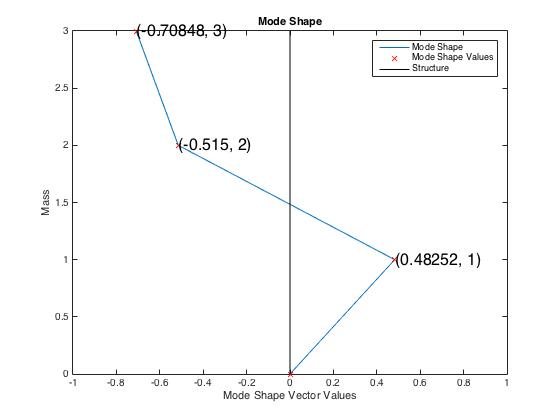 Mode Shape
3
(-0.70848, 3)
Mode Shape
Mode Shape Values
Structure
2.5
2
(-0.515, 2)
Mass
1.5
1
(0.48252, 1)
0.5
0
-1 -0.8 -0.6 -0.4 -0.2 0 0.2 0.4 0.6 0.8 1
Mode Shape Vector Values